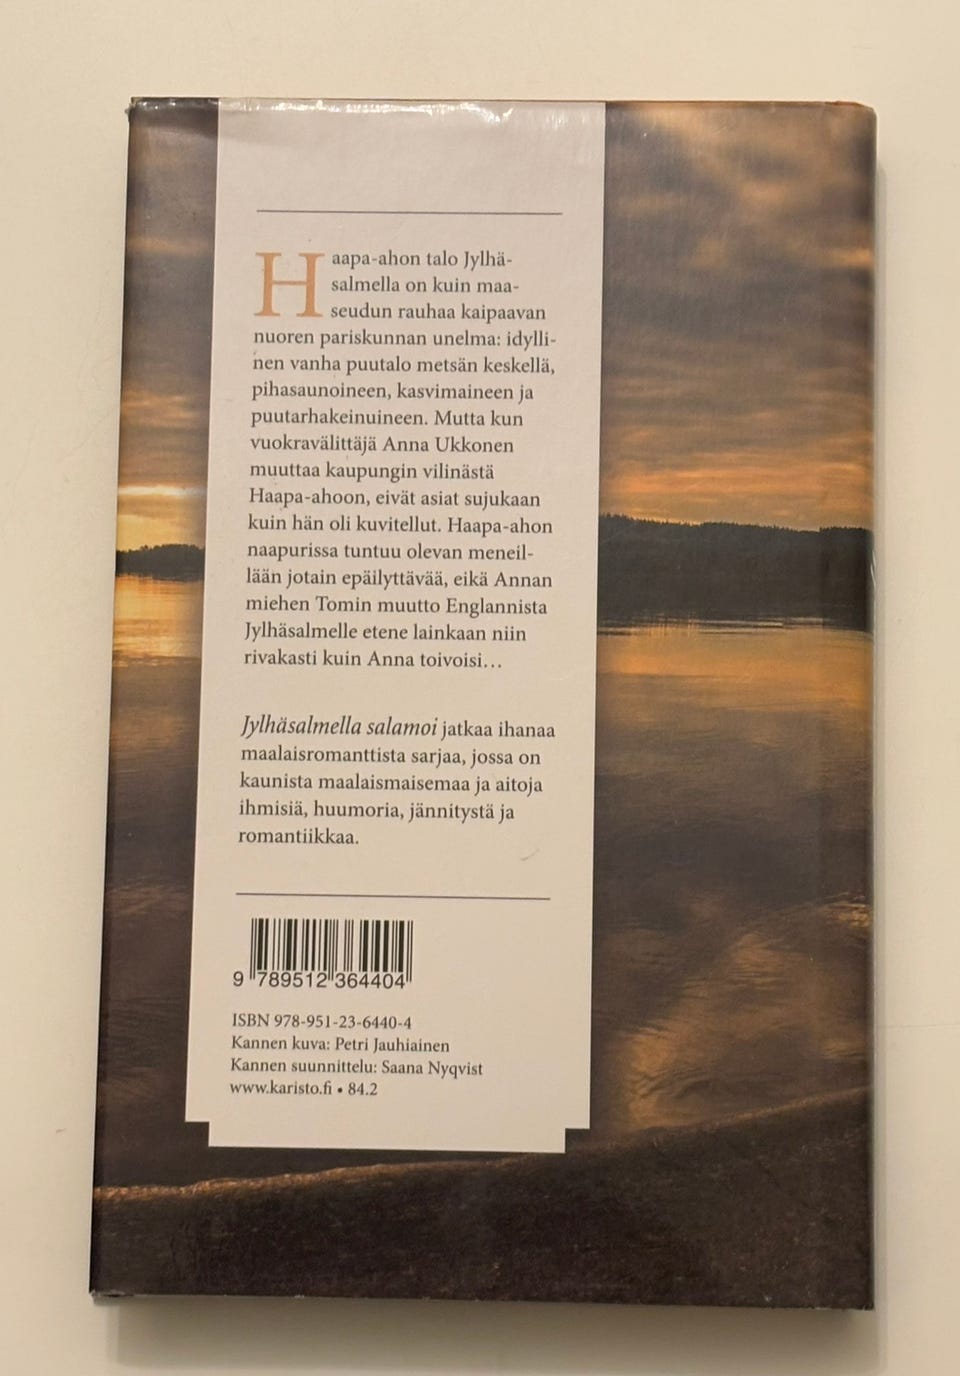 Haapa-ahon talo Jylhä-
salmella on kuin maa-
seudun rauhaa kaipaavan
nuoren pariskunnan unelma: idylli-
nen vanha puutalo metsän keskellä,
pihasaunoineen, kasvimaineen ja
puutarhakeinuineen. Mutta kun
vuokravälittäjä Anna Ukkonen
muuttaa kaupungin vilinästä
Haapa-ahoon, eivät asiat sujukaan
kuin hän oli kuvitellut. Haapa-ahon
naapurissa tuntuu olevan meneil-
lään jotain epäilyttävää, eikä Annan
miehen Tomin muutto Englannista
Jylhäsalmelle etene lainkaan niin
rivakasti kuin Anna toivoisi…
Jylhäsalmella salamoi jatkaa ihanaa
maalaisromanttista sarjaa, jossa on
kaunista maalaismaisemaa ja aitoja
ihmisiä, huumoria, jännitystä ja
romantiikkaa.
9 789512 364404
ISBN 978-951-23-6440-4
Kannen kuva: Petri Jauhiainen
Kannen suunnittelu: Saana Nyqvist
www.karisto.fi • 84.2